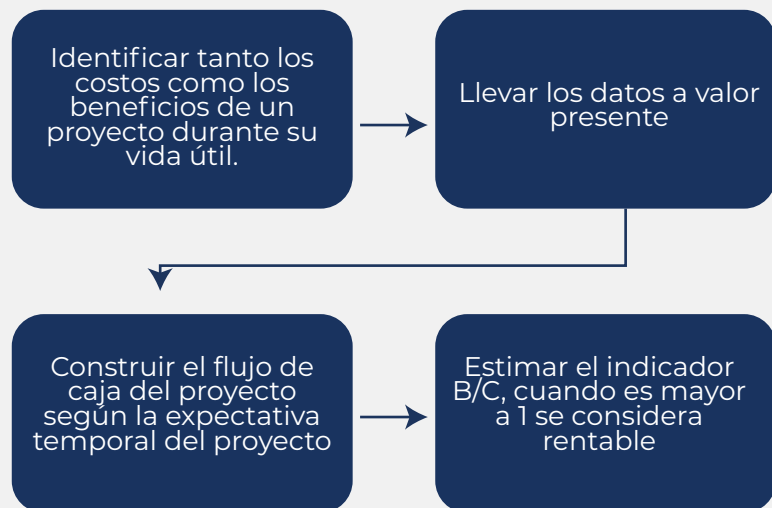 Identificar tanto los
costos como los
beneficios de un
proyecto durante su
vida útil.
Llevar los datos a valor
presente
Construir el flujo de
caja del proyecto
según la expectativa
temporal del proyecto
Estimar el indicador
B/C, cuando es mayor
a 1 se considera
rentable